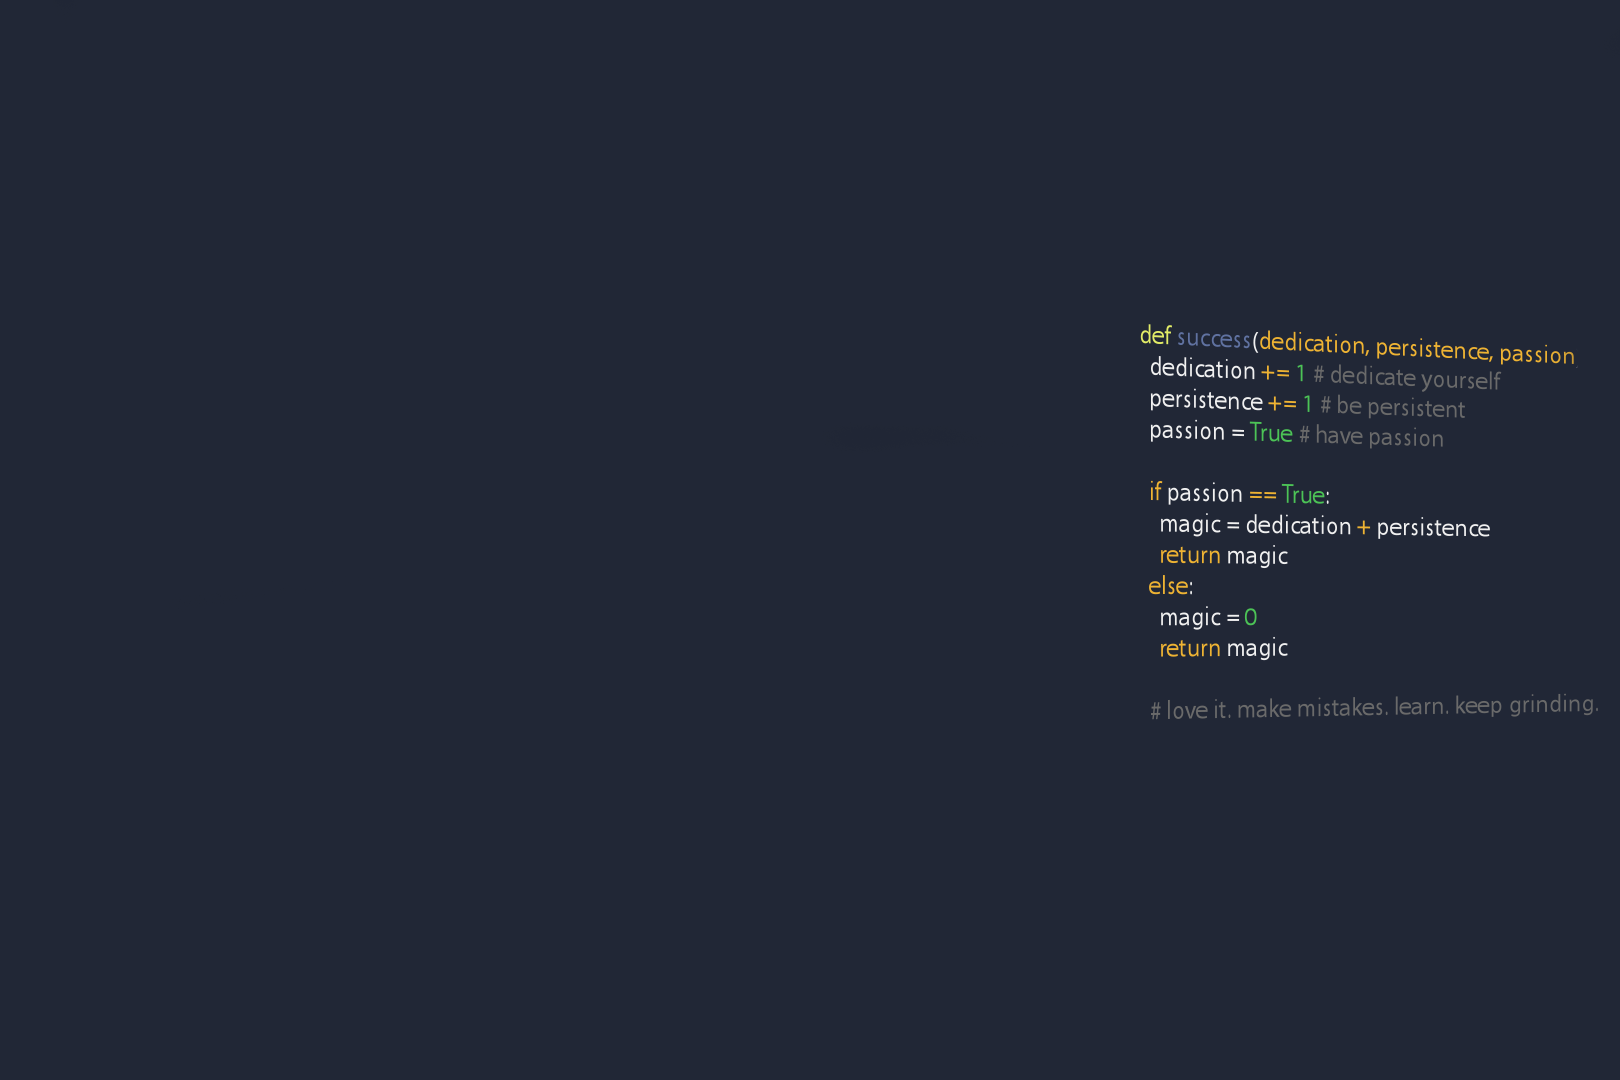 def success(dedication, persistence, passion
dedication += 1 # dedicate yourself
persistence += 1 # be persistent
passion = True # have passion
if passion == True:
magic = dedication + persistence
return magic
else:
magic = 0
return magic
# love it. make mistakes. learn. keep grinding.